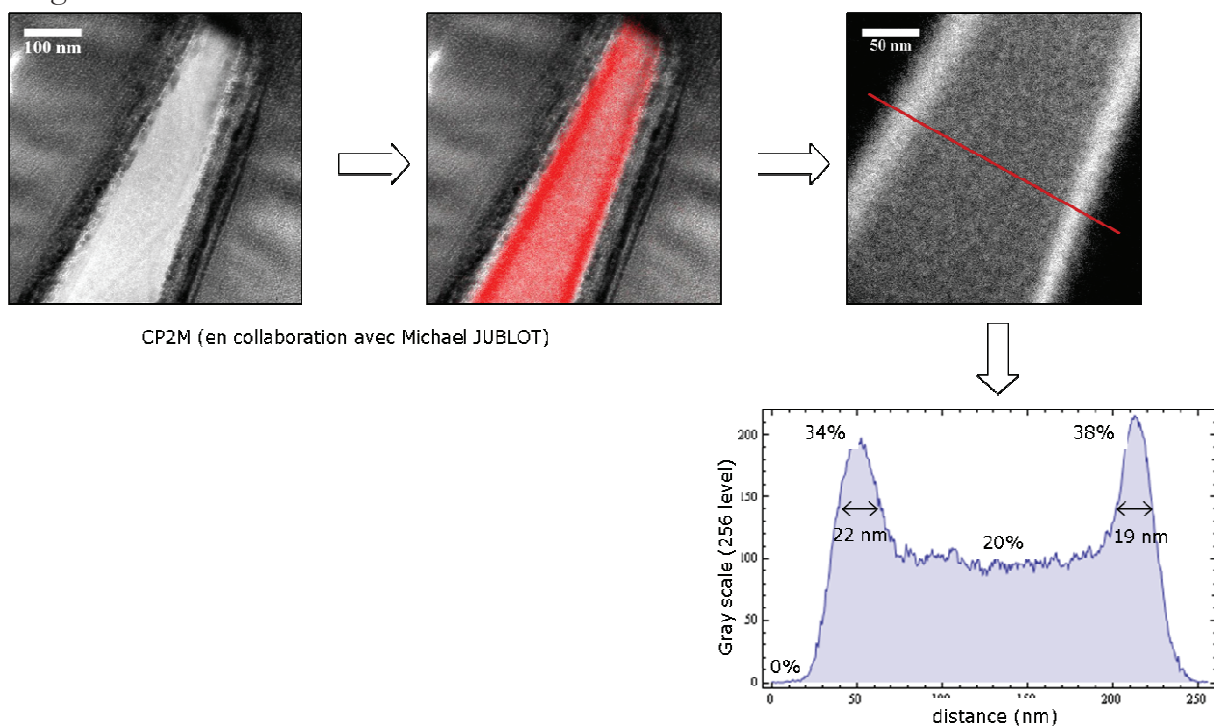 100 nm
50 nm
CP2M (en collaboration avec Michael JUBLOT)
34%
38%
22 nm
20%
19 nm
0%
Gray scale (256 level)
200
150
100
50
0
0
50
100
150
200
250
distance (nm)